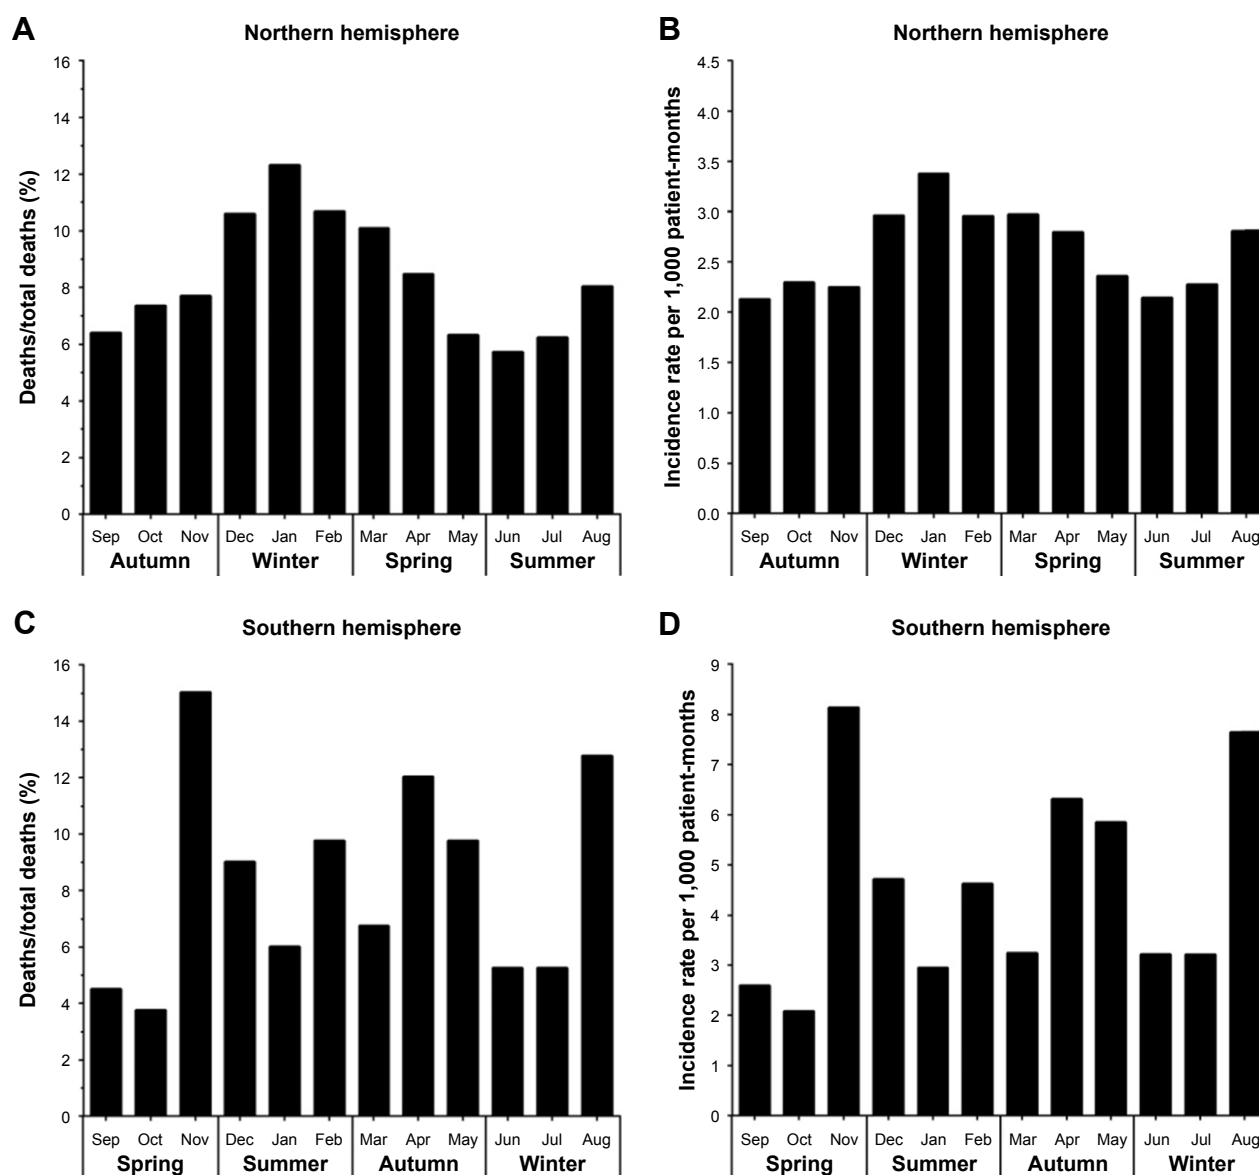 A
Northern hemisphere
Deaths/total deaths (%)
16
14
12
10
8
6
4
2
0
Sep Oct Nov Dec Jan Feb Mar Apr May Jun Jul Aug
Autumn Winter Spring Summer
B
Northern hemisphere
Incidence rate per 1,000 patient-months
4.5
4.0
3.5
3.0
2.5
2.0
1.5
1.0
0.5
0.0
Sep Oct Nov Dec Jan Feb Mar Apr May Jun Jul Aug
Autumn Winter Spring Summer
C
Southern hemisphere
Deaths/total deaths (%)
16
14
12
10
8
6
4
2
0
Sep Oct Nov Dec Jan Feb Mar Apr May Jun Jul Aug
Spring Summer Autumn Winter
D
Southern hemisphere
Incidence rate per 1,000 patient-months
9
8
7
6
5
4
3
2
1
0
Sep Oct Nov Dec Jan Feb Mar Apr May Jun Jul Aug
Spring Summer Autumn Winter